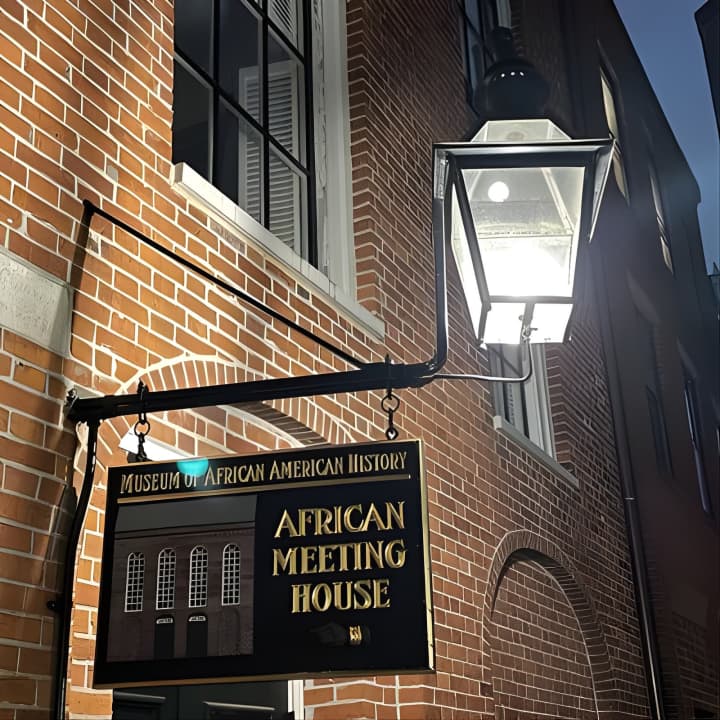 MUSEUM OF AFRICAN AMERICAN HISTORY
AFRICAN
MEETING
HOUSE